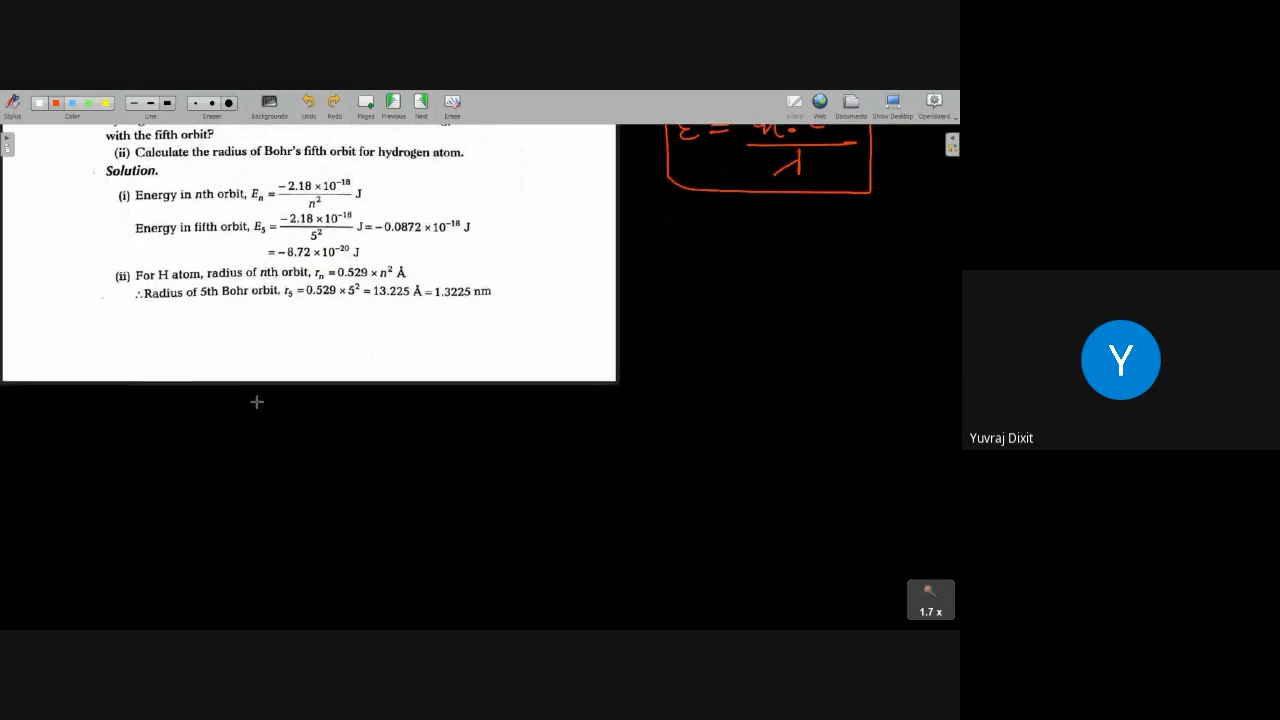 Stylus Color Line Eraser Backgrounds Undo Redo Pages Previous Next Erase Web Documents Show Desktop OpenBoard
with the fifth orbit?
(ii) Calculate the radius of Bohr's fifth orbit for hydrogen atom.
Solution.
(i) Energy in nth orbit, Eₙ = −2.18 ×10⁻¹⁸ / n² J
Energy in fifth orbit, E₅ = −2.18 ×10⁻¹⁸ / 5² J = −0.0872 ×10⁻¹⁸ J
= −8.72 ×10⁻²⁰ J
(ii) For H atom, radius of nth orbit, rₙ = 0.529 × n² Å
∴Radius of 5th Bohr orbit, r₅ = 0.529 × 5² = 13.225 Å = 1.3225 nm
λ
Y
Yuvraj Dixit
1.7 x